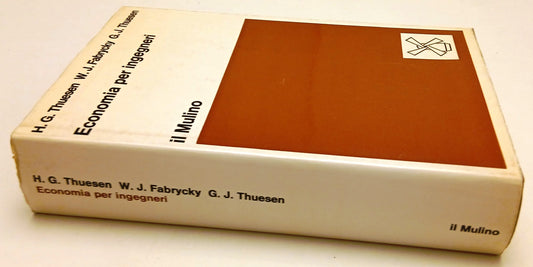 H. G. Thuesen W. J. Fabrycky G. J. Thuesen
Economia per ingegneri
il Mulino
H. G. Thuesen W. J. Fabrycky G. J. Thuesen
Economia per ingegneri
il Mulino